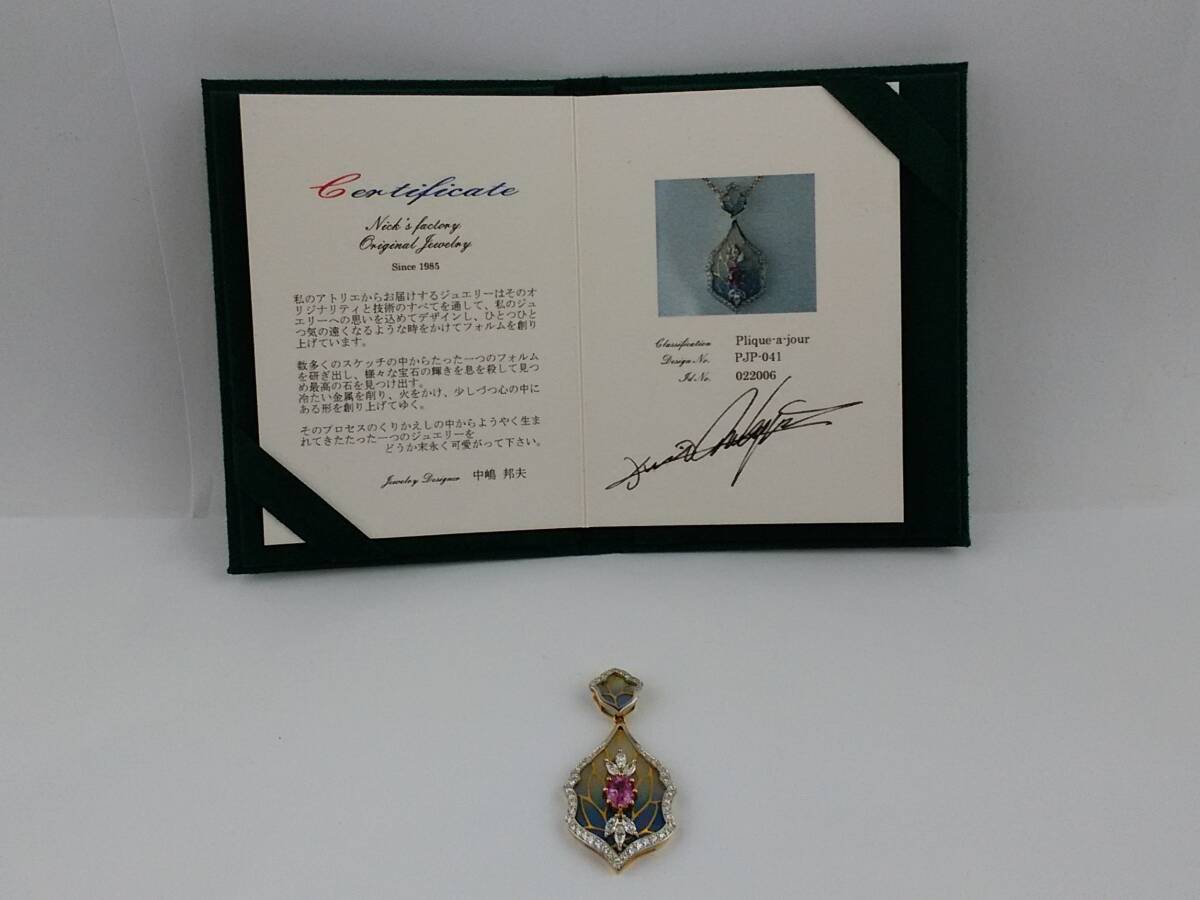 Certificate
Nick's factory
Original Jewelry
Since 1985
私のアトリエからお届けするジュエリーはそのオ
リジナリティと技術のすべてを通して、私のジュ
エリーへの思いを込めてデザインし、ひとつひと
つ気の遠くなるような時をかけてフォルムを創り
上げています。
数多くのスケッチの中からたった一つのフォルム
を研ぎ出し、様々な宝石の輝きを息を殺して見つ
め最高の石を見つけ出す。
冷たい金属を削り、火をかけ、少しづつ心の中に
ある形を創り上げてゆく。
そのプロセスのくりかえしの中からようやく生ま
れてきたたった一つのジュエリーを
どうか末永く可愛がって下さい。
Jewelry Designer 中嶋 邦夫
Classification Plique-a-jour
Design No. PJP-041
Id No. 022006